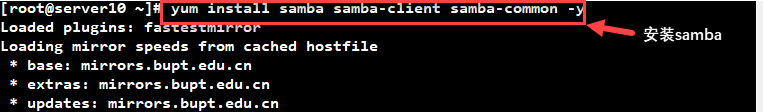 [root@server10 ~]# yum install samba samba-client samba-common -y
Loaded plugins: fastestmirror
安装samba
Loading mirror speeds from cached hostfile
* base: mirrors.bupt.edu.cn
* extras: mirrors.bupt.edu.cn
* updates: mirrors.bupt.edu.cn